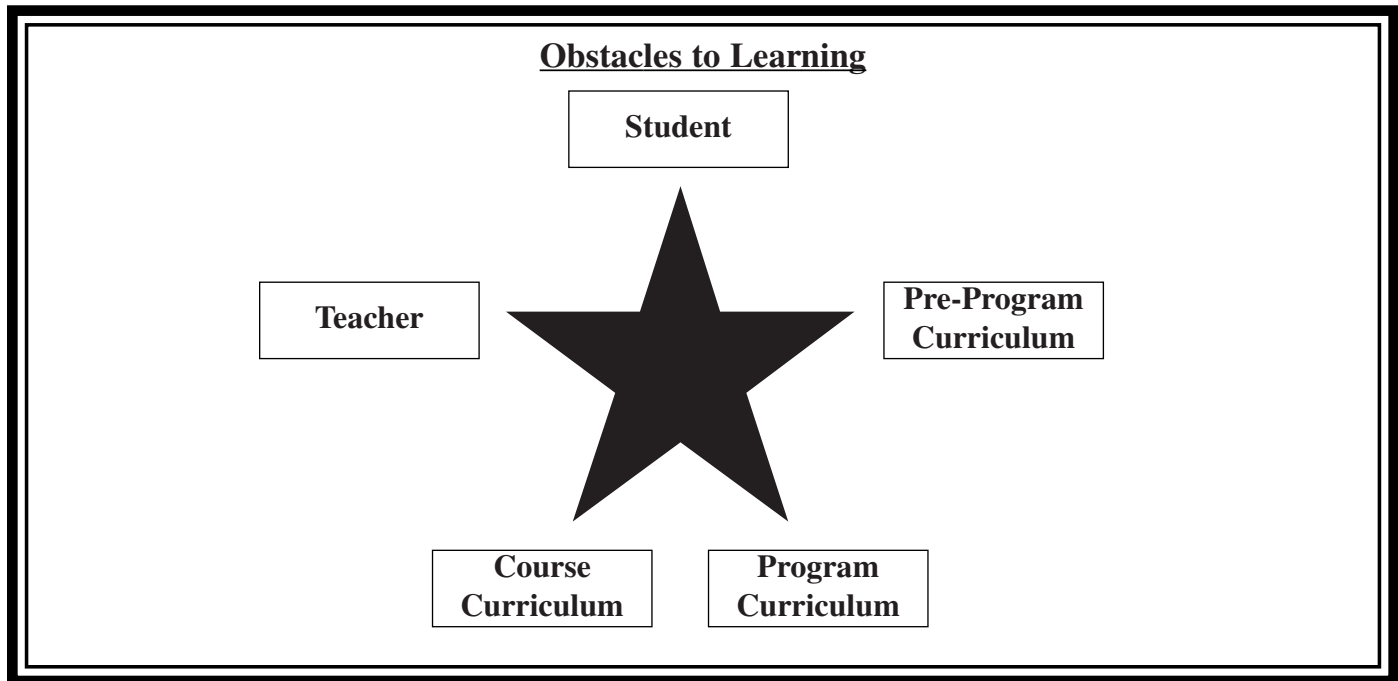 Obstacles to Learning
Student
Teacher
Pre-Program
Curriculum
Course
Curriculum
Program
Curriculum